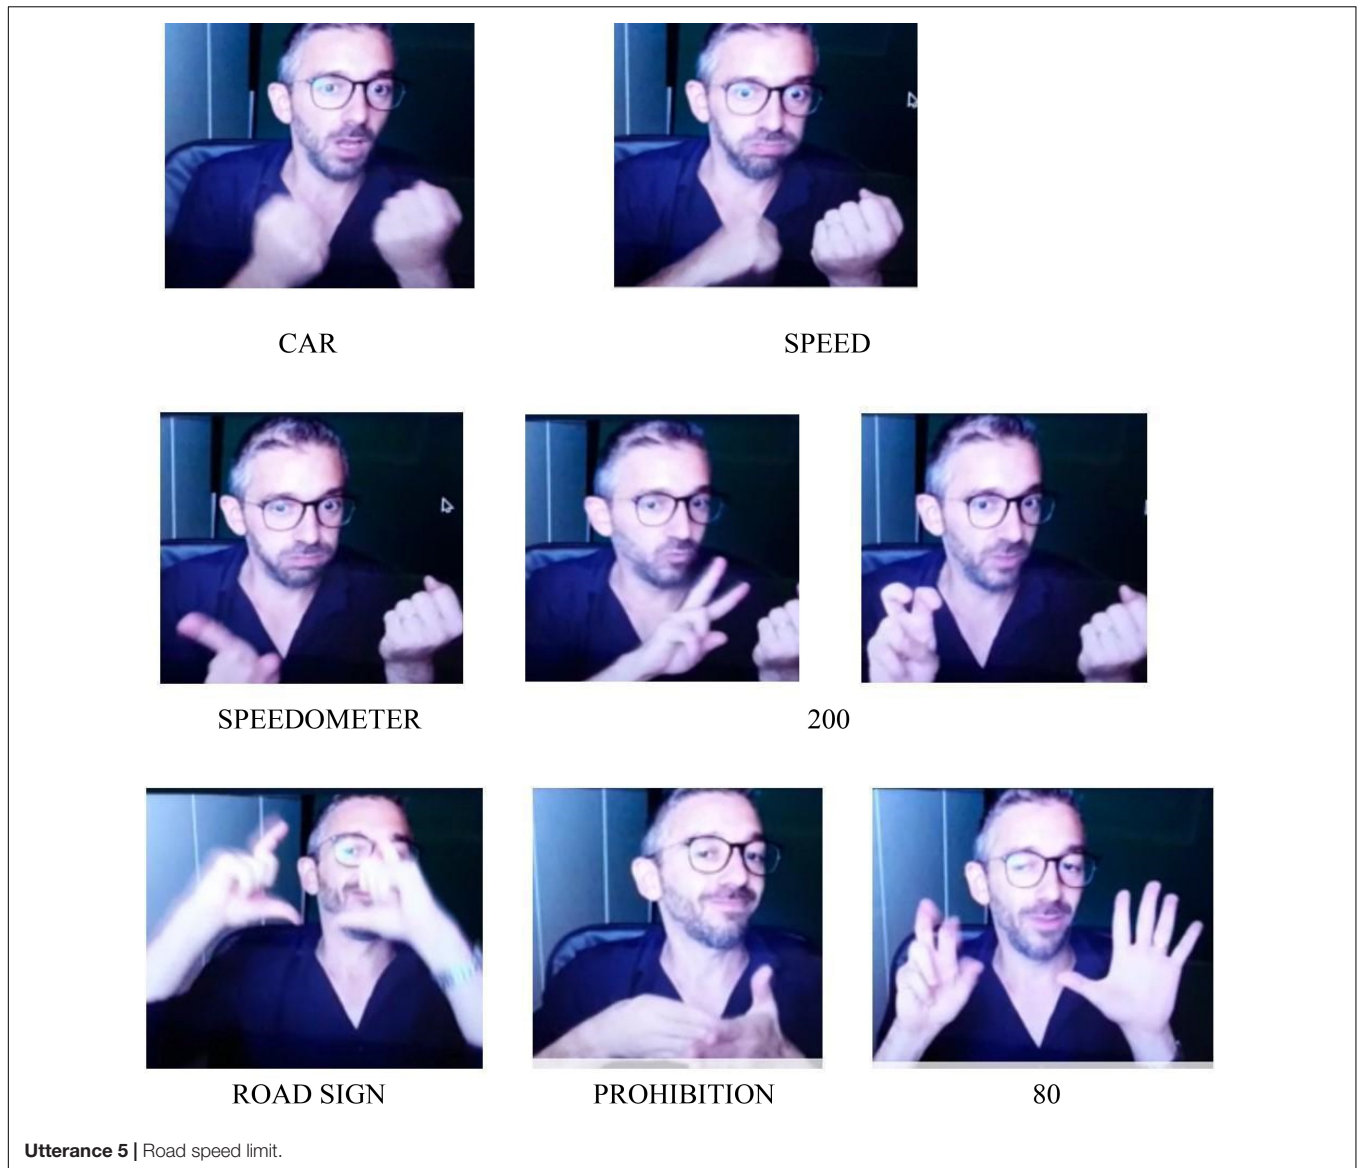 CAR SPEED
SPEEDOMETER 200
ROAD SIGN PROHIBITION 80
Utterance 5 | Road speed limit.